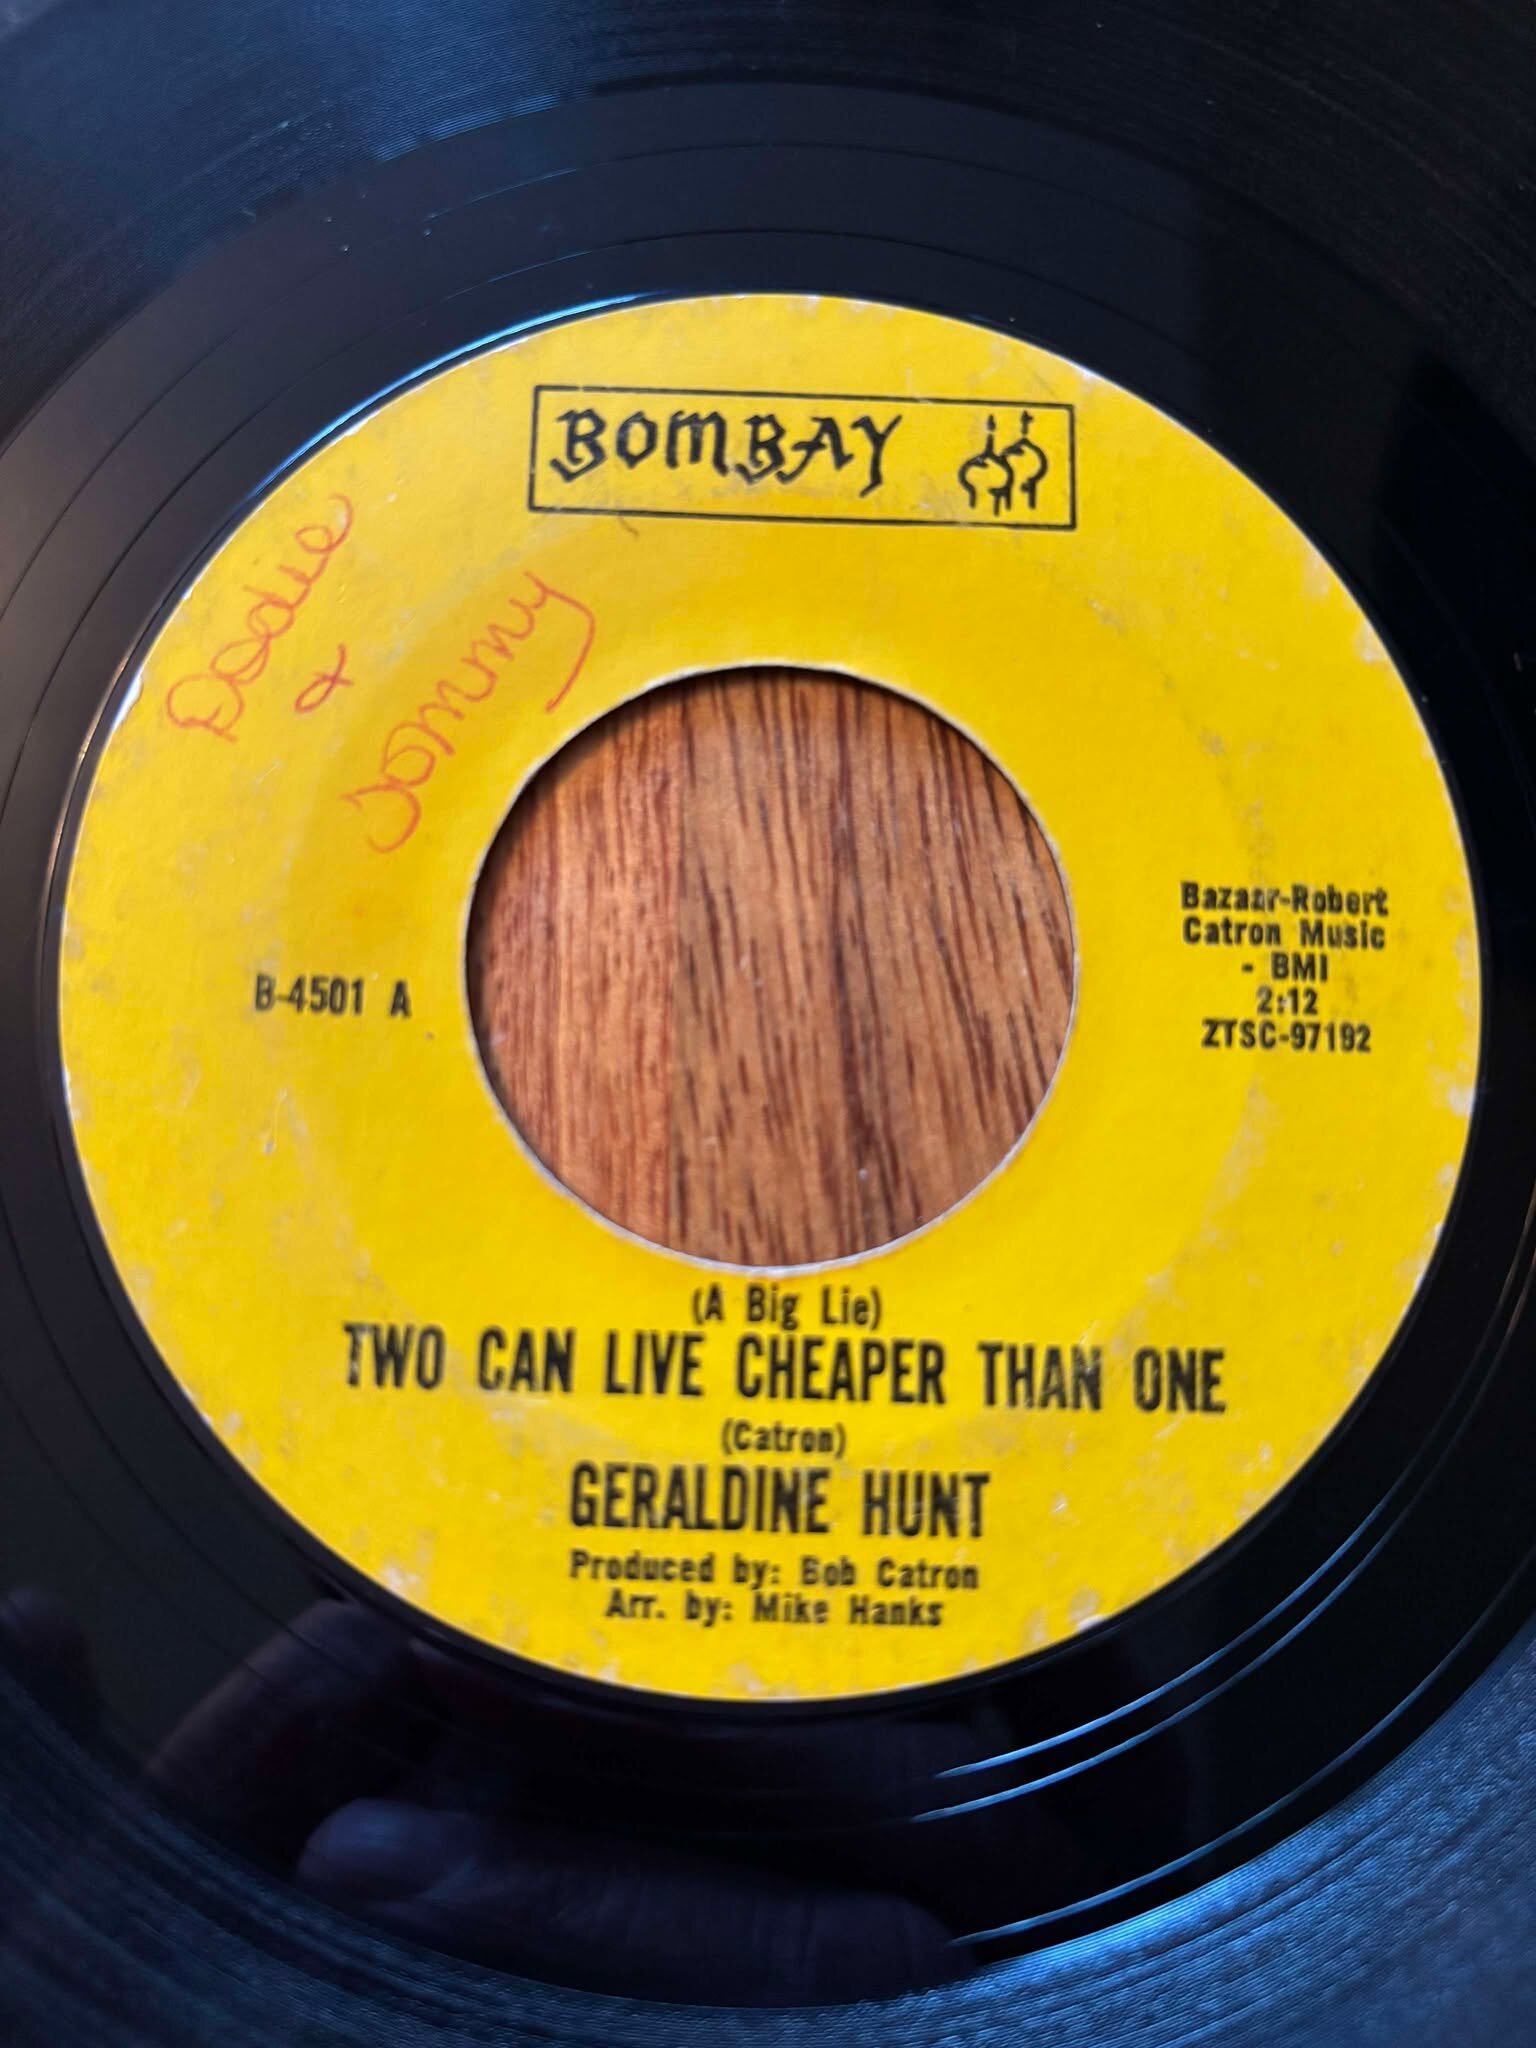 BOMBAY
Dodie
&
Sommy
B-4501 A
Bazaar-Robert
Catron Music
- BMI
2:12
ZTSC-97192
(A Big Lie)
TWO CAN LIVE CHEAPER THAN ONE
(Catron)
GERALDINE HUNT
Produced by: Bob Catron
Arr. by: Mike Hanks